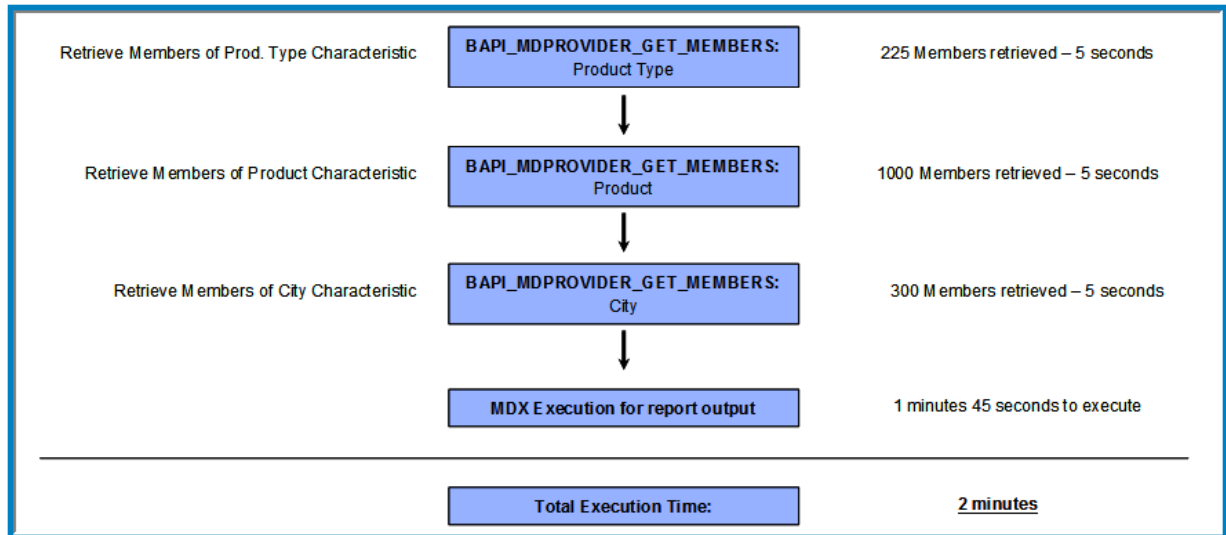 Retrieve Members of Prod. Type Characteristic
BAPI_MDPROVIDER_GET_MEMBERS:
Product Type
225 Members retrieved – 5 seconds
Retrieve Members of Product Characteristic
BAPI_MDPROVIDER_GET_MEMBERS:
Product
1000 Members retrieved – 5 seconds
Retrieve Members of City Characteristic
BAPI_MDPROVIDER_GET_MEMBERS:
City
300 Members retrieved – 5 seconds
MDX Execution for report output
1 minutes 45 seconds to execute
Total Execution Time:
2 minutes